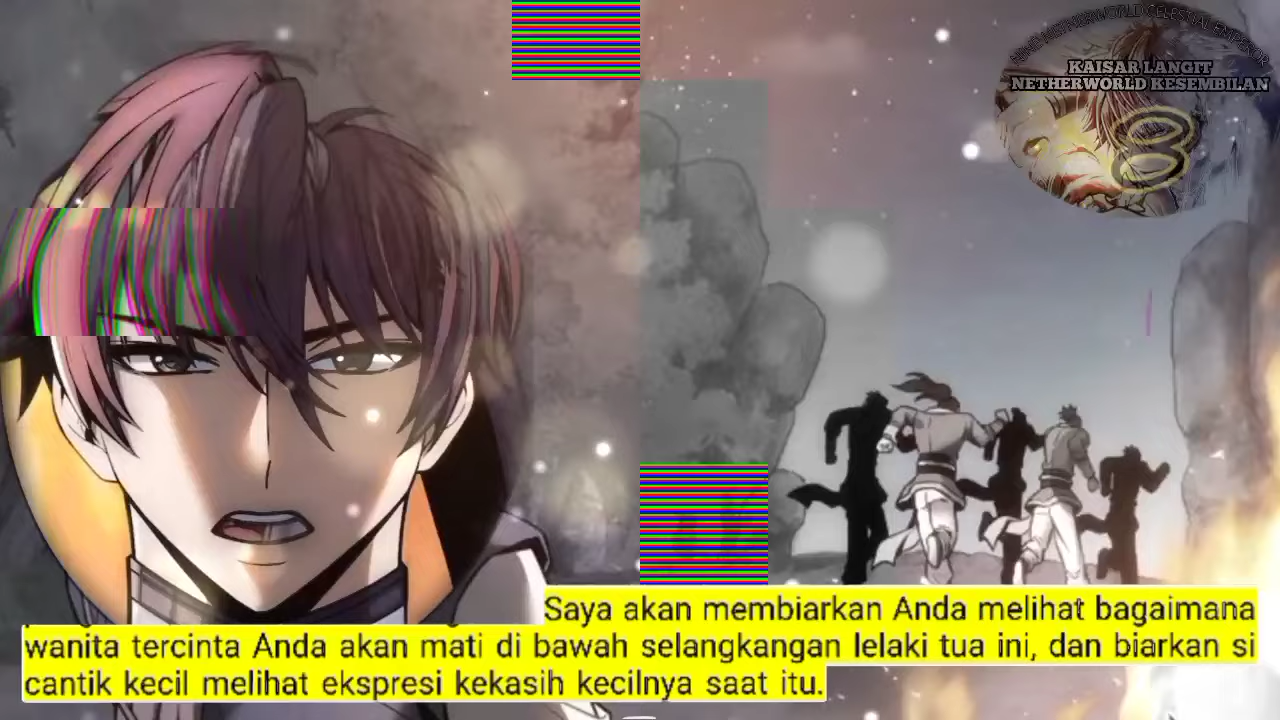 KAISAR LANGIT
NETHERWORLD KESEMBILAN
8
Saya akan membiarkan Anda melihat bagaimana
wanita tercinta Anda akan mati di bawah selangkangan lelaki tua ini, dan biarkan si
cantik kecil melihat ekspresi kekasih kecilnya saat itu.